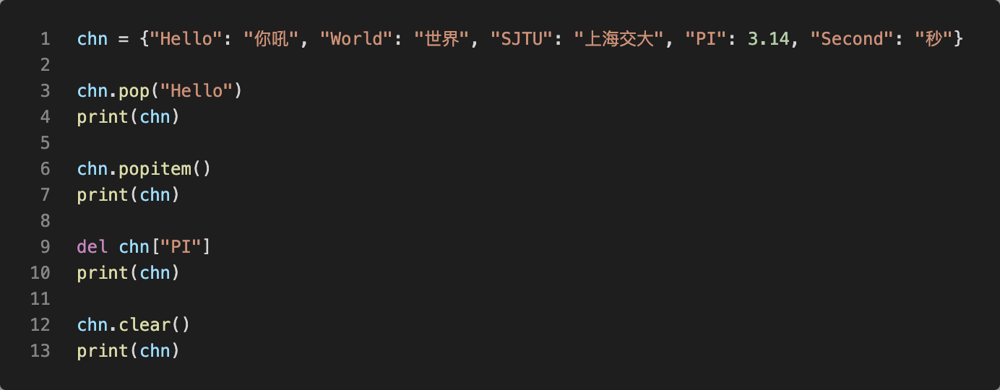 1 chn = {"Hello": "你吼", "World": "世界", "SJTU": "上海交大", "PI": 3.14, "Second": "秒"}
2
3 chn.pop("Hello")
4 print(chn)
5
6 chn.popitem()
7 print(chn)
8
9 del chn["PI"]
10 print(chn)
11
12 chn.clear()
13 print(chn)